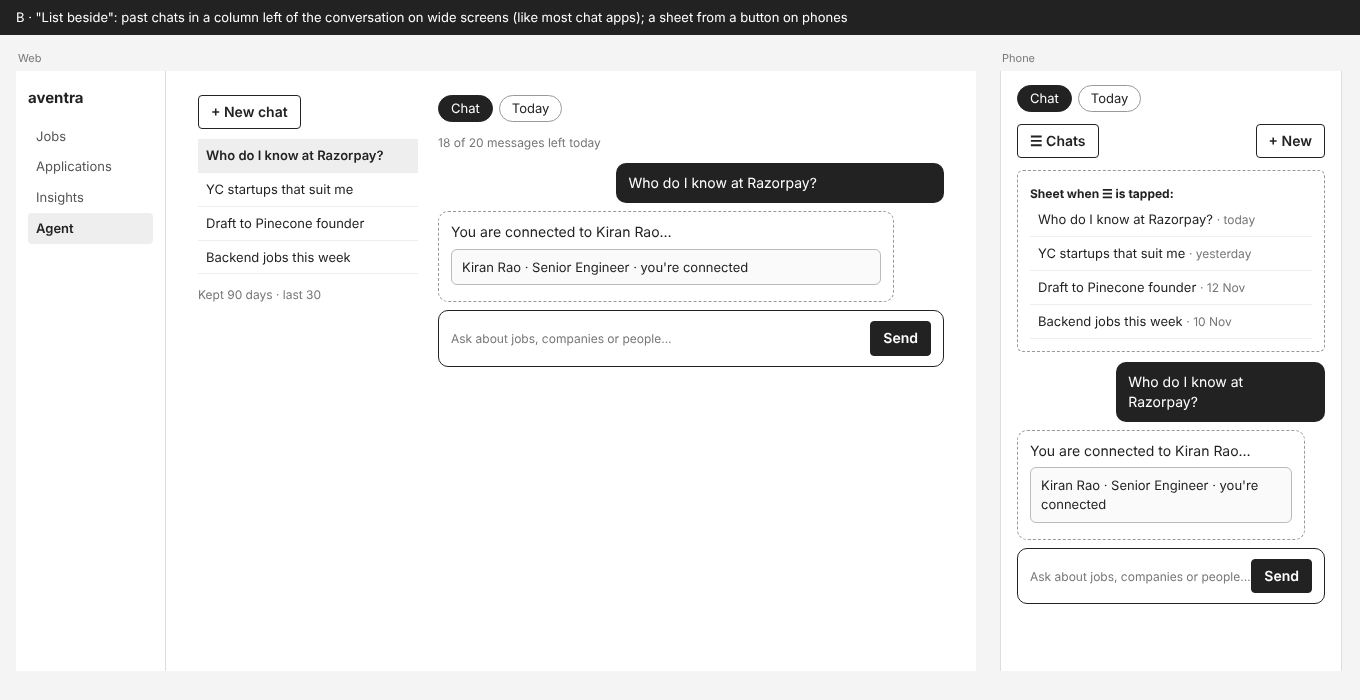 B · "List beside": past chats in a column left of the conversation on wide screens (like most chat apps); a sheet from a button on phones
Web
aventra
Jobs
Applications
Insights
Agent
+ New chat
Who do I know at Razorpay?
YC startups that suit me
Draft to Pinecone founder
Backend jobs this week
Kept 90 days · last 30
Chat
Today
18 of 20 messages left today
Who do I know at Razorpay?
You are connected to Kiran Rao…
Kiran Rao · Senior Engineer · you're connected
Ask about jobs, companies or people…
Send
Phone
Chat
Today
☰ Chats
+ New
Sheet when ☰ is tapped:
Who do I know at Razorpay? · today
YC startups that suit me · yesterday
Draft to Pinecone founder · 12 Nov
Backend jobs this week · 10 Nov
Who do I know at
Razorpay?
You are connected to Kiran Rao…
Kiran Rao · Senior Engineer · you're
connected
Ask about jobs, companies or people…
Send